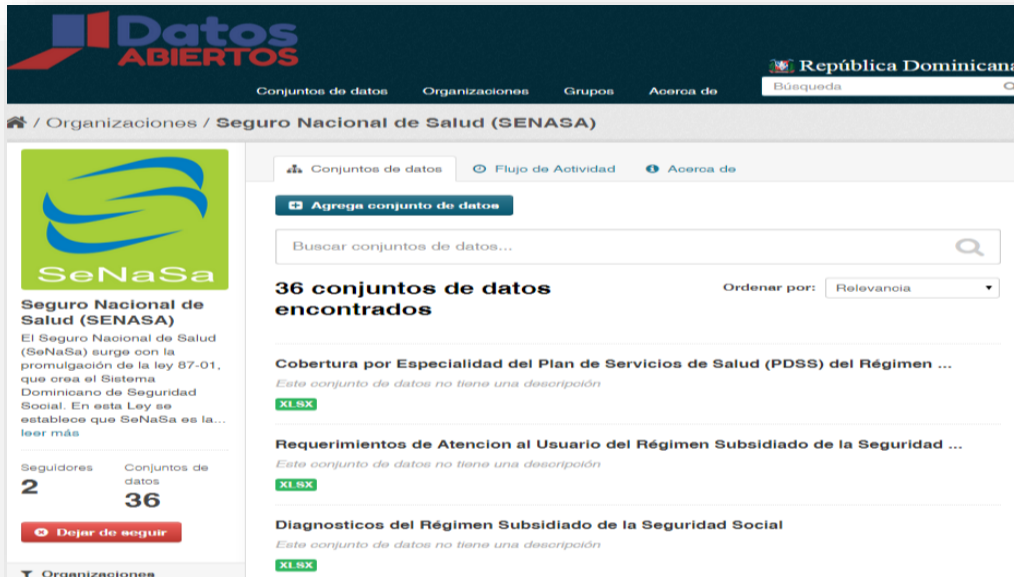 Datos
ABIERTOS
República Dominicana
Conjuntos de datos Organizaciones Grupos Acerca de
Búsqueda
/ Organizaciones / Seguro Nacional de Salud (SENASA)
SeNaSa
Seguro Nacional de
Salud (SENASA)
El Seguro Nacional de Salud
(SeNaSa) surge con la
promulgación de la ley 87-01,
que crea el Sistema
Dominicano de Seguridad
Social. En esta Ley se
establece que SeNaSa es la...
leer más
Seguidores
2
Conjuntos de
datos
36
Dejar de seguir
Organizaciones
Conjuntos de datos Flujo de Actividad Acerca de
Agrega conjunto de datos
Buscar conjuntos de datos...
36 conjuntos de datos
encontrados
Ordenar por: Relevancia
Cobertura por Especialidad del Plan de Servicios de Salud (PDSS) del Régimen ...
Este conjunto de datos no tiene una descripción
XLSX
Requerimientos de Atencion al Usuario del Régimen Subsidiado de la Seguridad ...
Este conjunto de datos no tiene una descripción
XLSX
Diagnosticos del Régimen Subsidiado de la Seguridad Social
Este conjunto de datos no tiene una descripción
XLSX